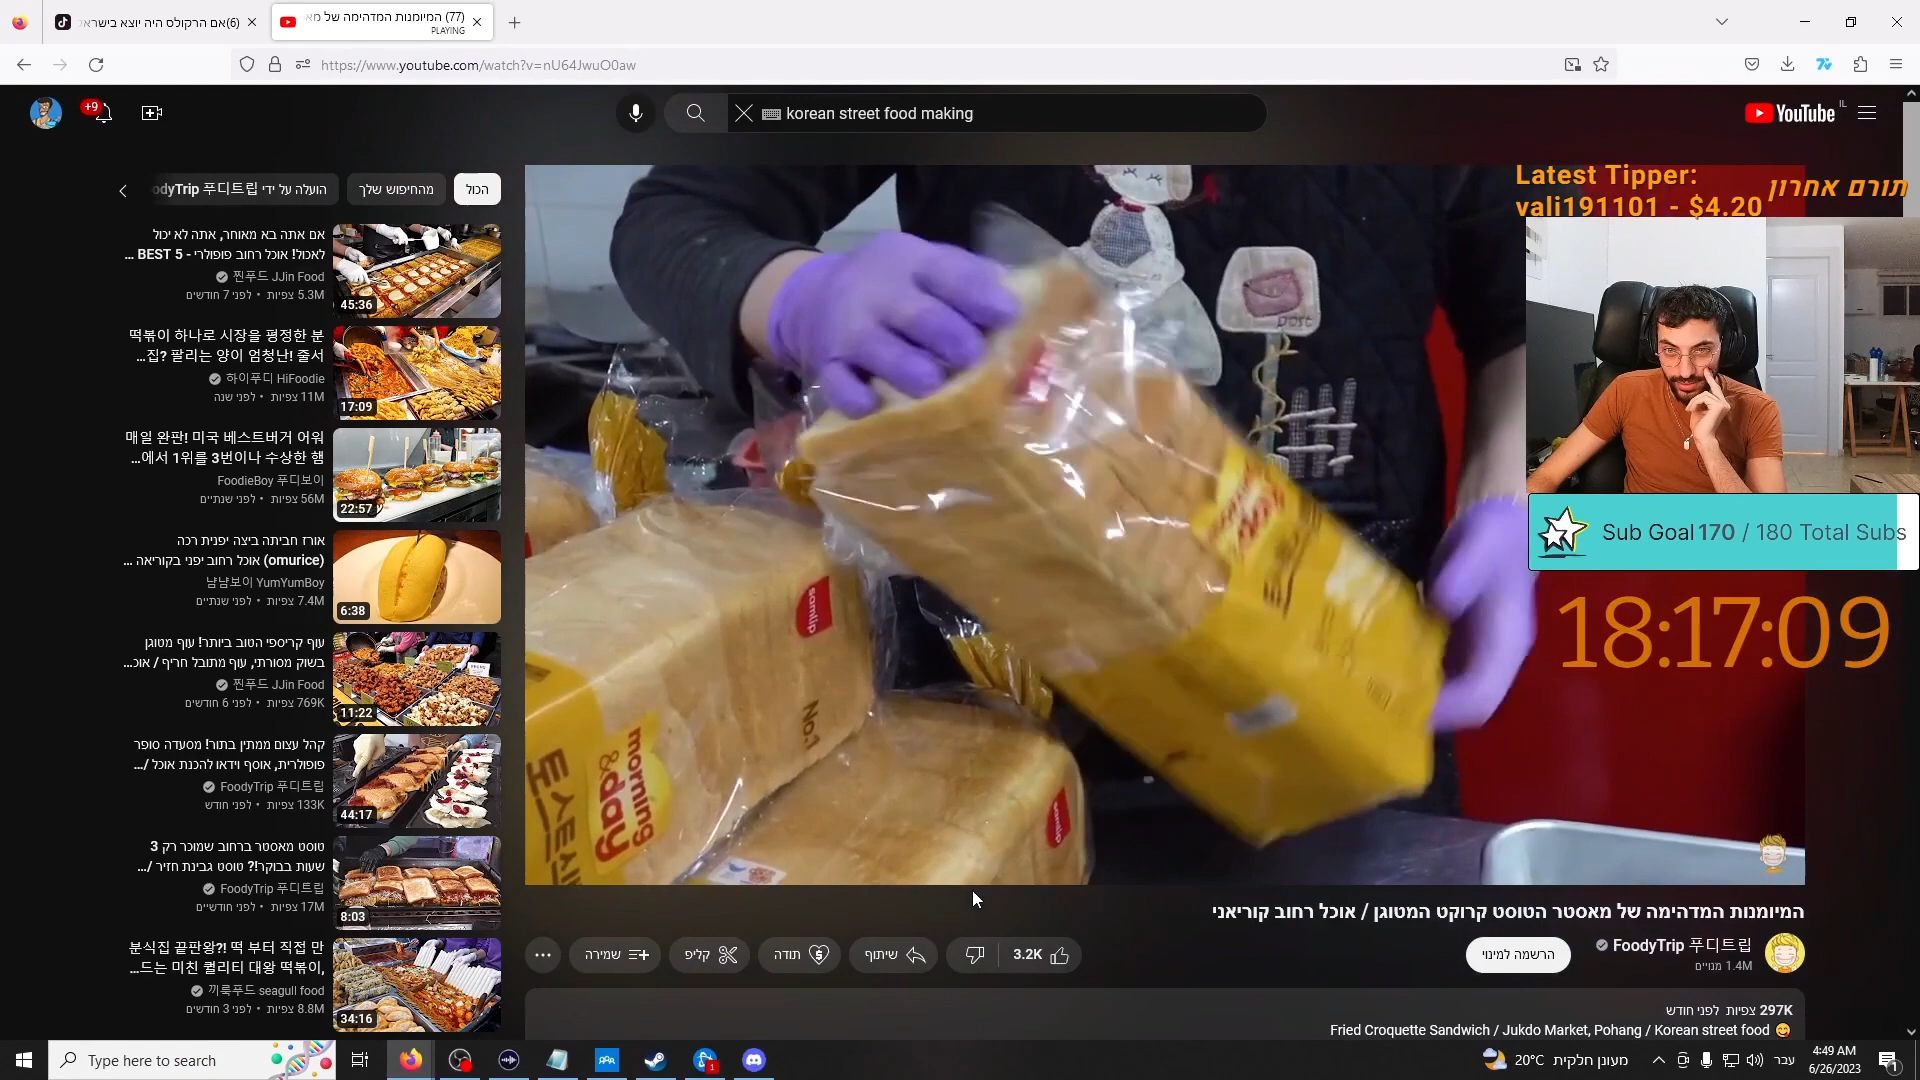 (6)אם הרקולס היה יוצא בישראל
(77) המיומנות המדהימה של מא
PLAYING
https://www.youtube.com/watch?v=nU64JwuO0aw
+9
korean street food making
YouTube IL
הכול
מהחיפוש שלך
הועלה על ידי FoodyTrip 푸디트립
אם אתה בא מאוחר, אתה לא יכול
לאכול! אוכל רחוב פופולרי - BEST 5 ...
찐푸드 JJin Food
5.3M צפיות • לפני 7 חודשים
45:36
떡볶이 하나로 시장을 평정한 분
집? 팔리는 양이 엄청난! 줄서...
하이푸디 HiFoodie
11M צפיות • לפני שנה
17:09
매일 완판! 미국 베스트버거 어워
에서 1위를 3번이나 수상한 햄...
FoodieBoy 푸디보이
56M צפיות • לפני שנתיים
22:57
אורז חביתה ביצה יפנית רכה
(omurice) אוכל רחוב יפני בקוריאה ...
냠냠보이 YumYumBoy
7.4M צפיות • לפני שנתיים
6:38
עוף קריספי הטוב ביותר! עוף מטוגן
בשוק מסורתי, עוף מתובל חריף / אוכ...
찐푸드 JJin Food
769K צפיות • לפני 6 חודשים
11:22
קהל עצום ממתין בתור! מסעדה סופר
פופולרית, אוסף וידאו להכנת אוכל /...
FoodyTrip 푸디트립
133K צפיות • לפני חודש
44:17
טוסט מאסטר ברחוב שמוכר רק 3
שעות בבוקר!? טוסט גבינת חזיר /...
FoodyTrip 푸디트립
17M צפיות • לפני חודשיים
8:03
분식집 끝판왕?! 떡 부터 직접 만
드는 미친 퀄리티 대왕 떡볶이,...
끼룩푸드 seagull food
8.8M צפיות • לפני 3 חודשים
34:16
post
samlip
No.1
morning
&day
토스트
samlip
Latest Tipper:
vali191101 - $4.20
תורם אחרון
Sub Goal 170 / 180 Total Subs
18:17:09
המיומנות המדהימה של מאסטר הטוסט קרוקט המטוגן / אוכל רחוב קוריאני
FoodyTrip 푸디트립
1.4M מנויים
הרשמה למינוי
3.2K
שיתוף
תודה
קליפ
שמירה
297K צפיות לפני חודש
Fried Croquette Sandwich / Jukdo Market, Pohang / Korean street food
Type here to search
1
20°C מעונן חלקית
עבר
4:49 AM
6/26/2023
1